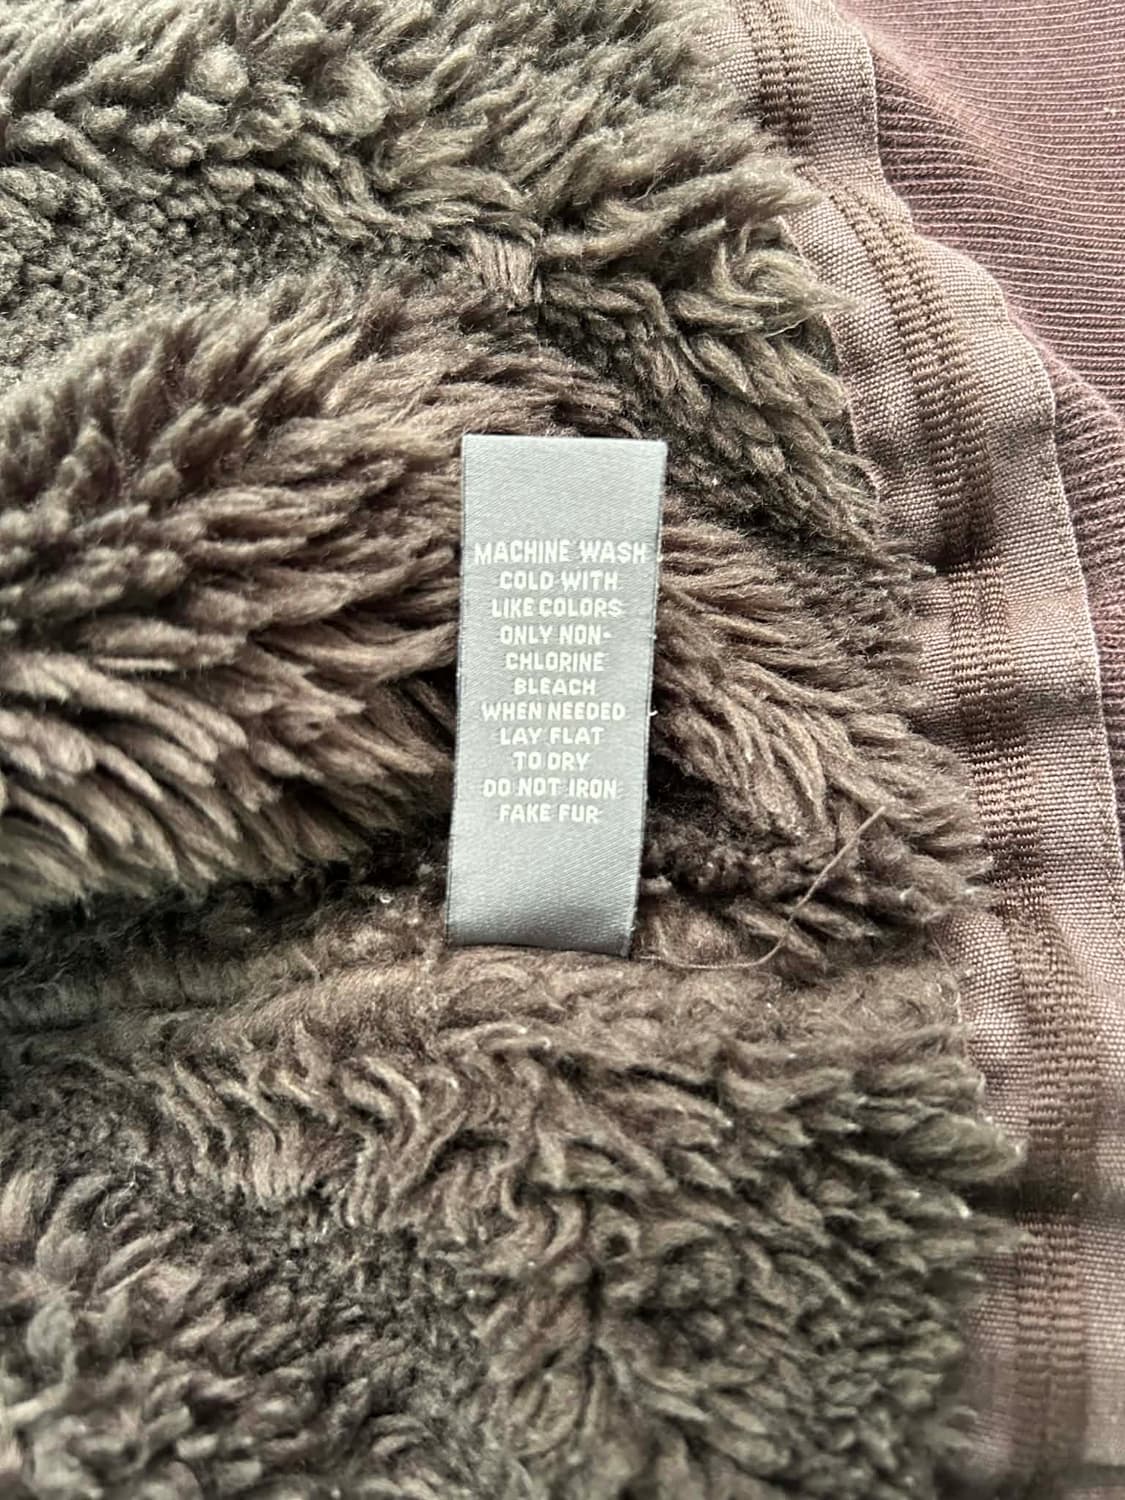 MACHINE WASH
COLD WITH
LIKE COLORS
ONLY NON-
CHLORINE
BLEACH
WHEN NEEDED
LAY FLAT
TO DRY
DO NOT IRON
FAKE FUR